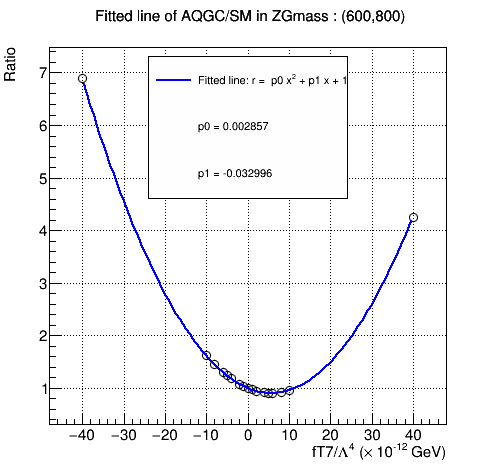 Fitted line of AQGC/SM in ZGmass : (600,800)
Ratio
Fitted line: r = p0 x² + p1 x + 1
p0 = 0.002857
p1 = -0.032996
7
6
5
4
3
2
1
−40 −30 −20 −10 0 10 20 30 40
fT7/Λ⁴ (× 10⁻¹² GeV)